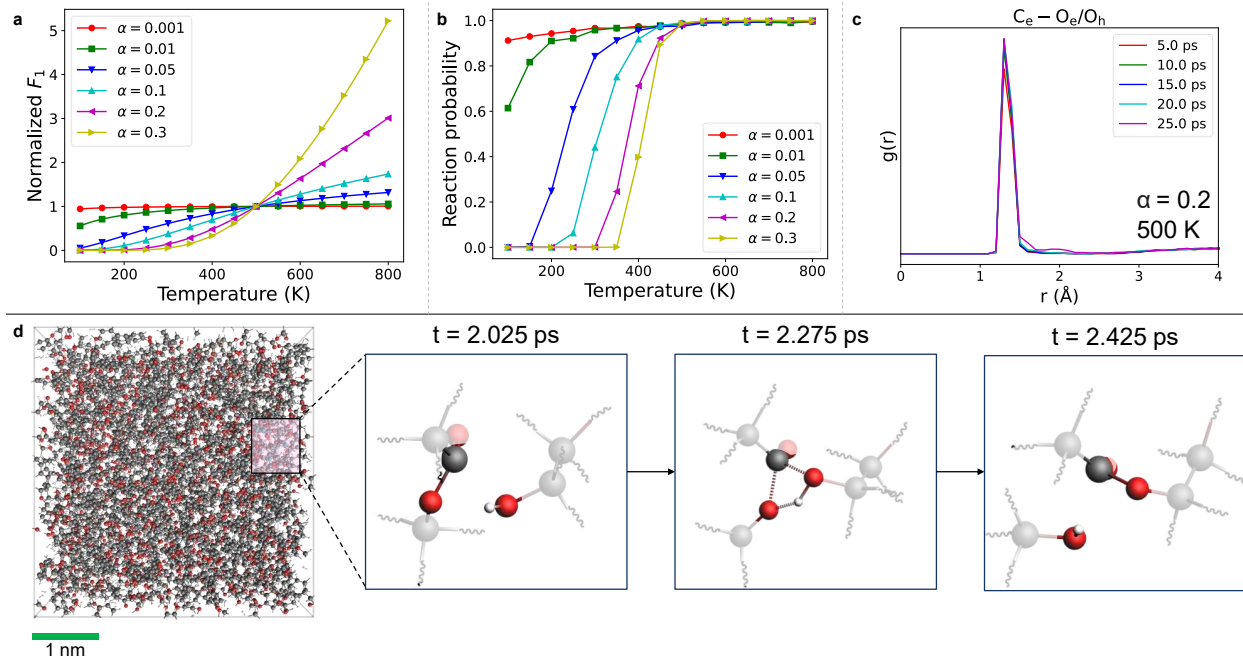 a
Normalized F₁
5
4
3
2
1
0
α = 0.001
α = 0.01
α = 0.05
α = 0.1
α = 0.2
α = 0.3
200
400
600
800
Temperature (K)
b
Reaction probability
1.0
0.8
0.6
0.4
0.2
0.0
α = 0.001
α = 0.01
α = 0.05
α = 0.1
α = 0.2
α = 0.3
200
400
600
800
Temperature (K)
c
Cₑ − Oₑ/Oₕ
g(r)
5.0 ps
10.0 ps
15.0 ps
20.0 ps
25.0 ps
α = 0.2
500 K
0
1
2
3
4
r (Å)
d
1 nm
t = 2.025 ps
t = 2.275 ps
t = 2.425 ps